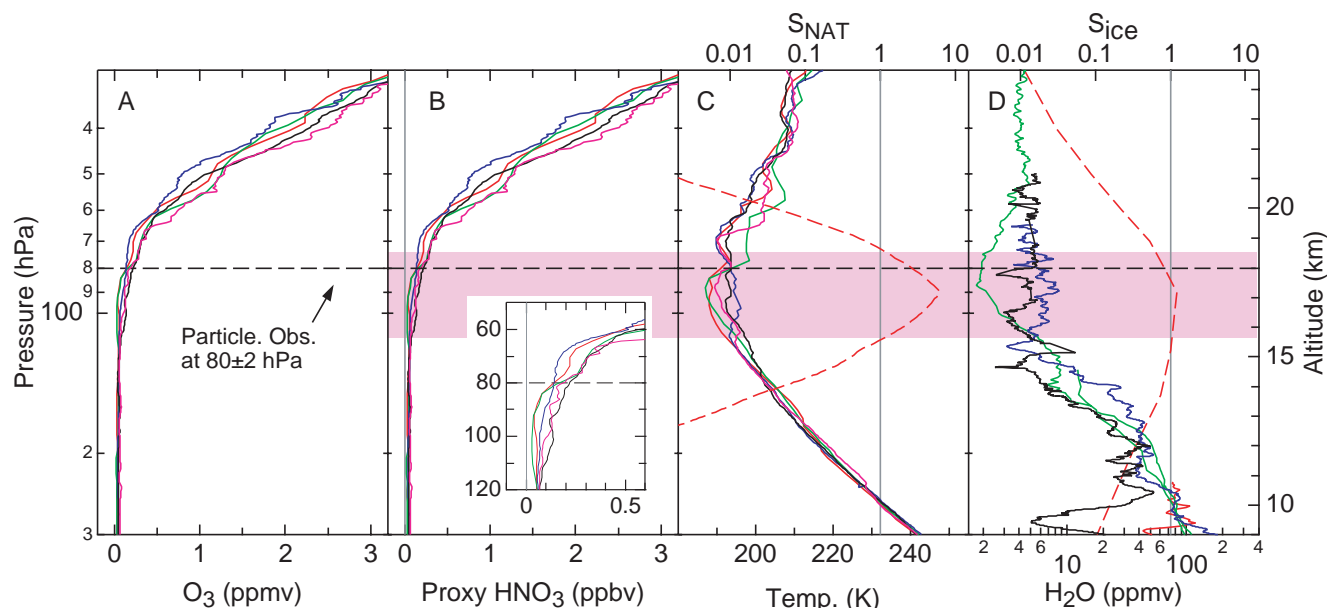 S_NAT
S_ice
0.01 0.1 1 10
0.01 0.1 1 10
A
B
C
D
Pressure (hPa)
4
5
6
7
8
9
100
2
3
Particle. Obs.
at 80±2 hPa
60
80
100
120
0 0.5
20
15
10
Altitude (km)
0 1 2 3
0 1 2 3
200 220 240
2 4 6 2 4 6 2 4
10 100
O3 (ppmv)
Proxy HNO3 (ppbv)
Temp. (K)
H2O (ppmv)